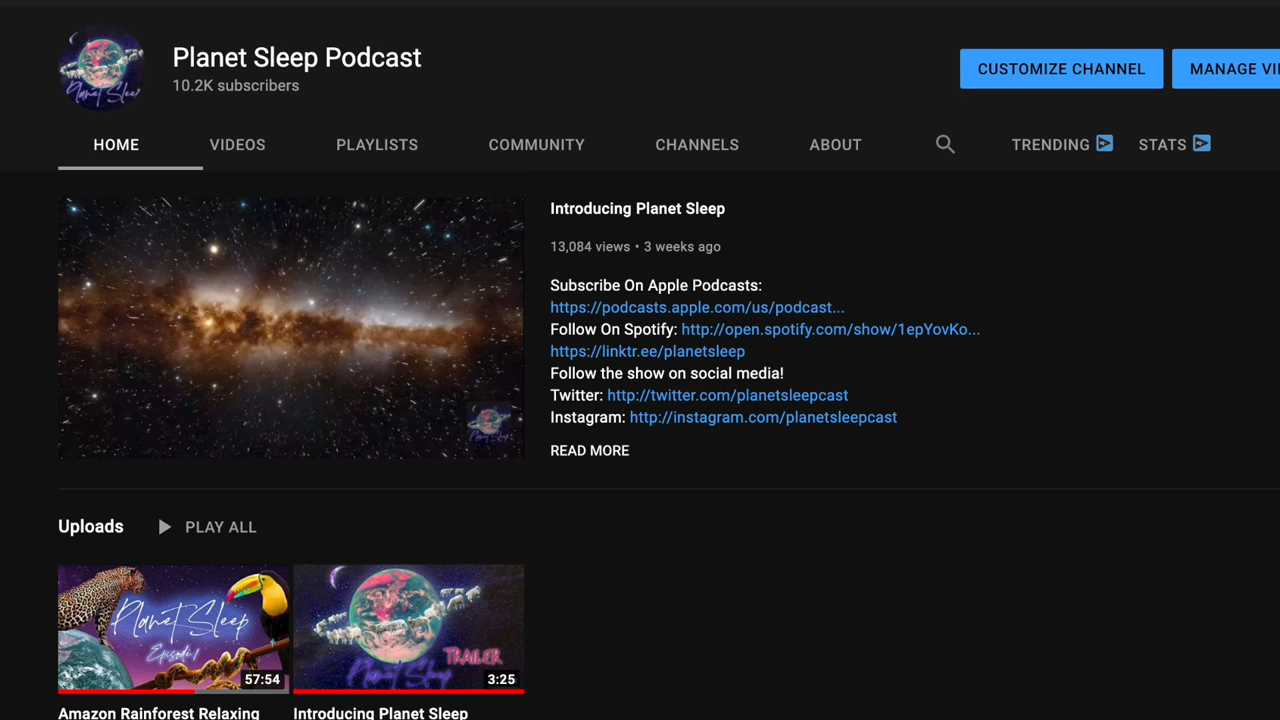 Planet Sleep Podcast
10.2K subscribers
CUSTOMIZE CHANNEL
MANAGE
HOME VIDEOS PLAYLISTS COMMUNITY CHANNELS ABOUT TRENDING STATS
Introducing Planet Sleep
13,084 views • 3 weeks ago
Subscribe On Apple Podcasts:
https://podcasts.apple.com/us/podcast...
Follow On Spotify: http://open.spotify.com/show/1epYovKo...
https://linktr.ee/planetsleep
Follow the show on social media!
Twitter: http://twitter.com/planetsleepcast
Instagram: http://instagram.com/planetsleepcast
READ MORE
Uploads PLAY ALL
Planet Sleep
Episode 1
57:54
TRAILER
Planet Sleep
3:25
Amazon Rainforest Relaxing
Introducing Planet Sleep